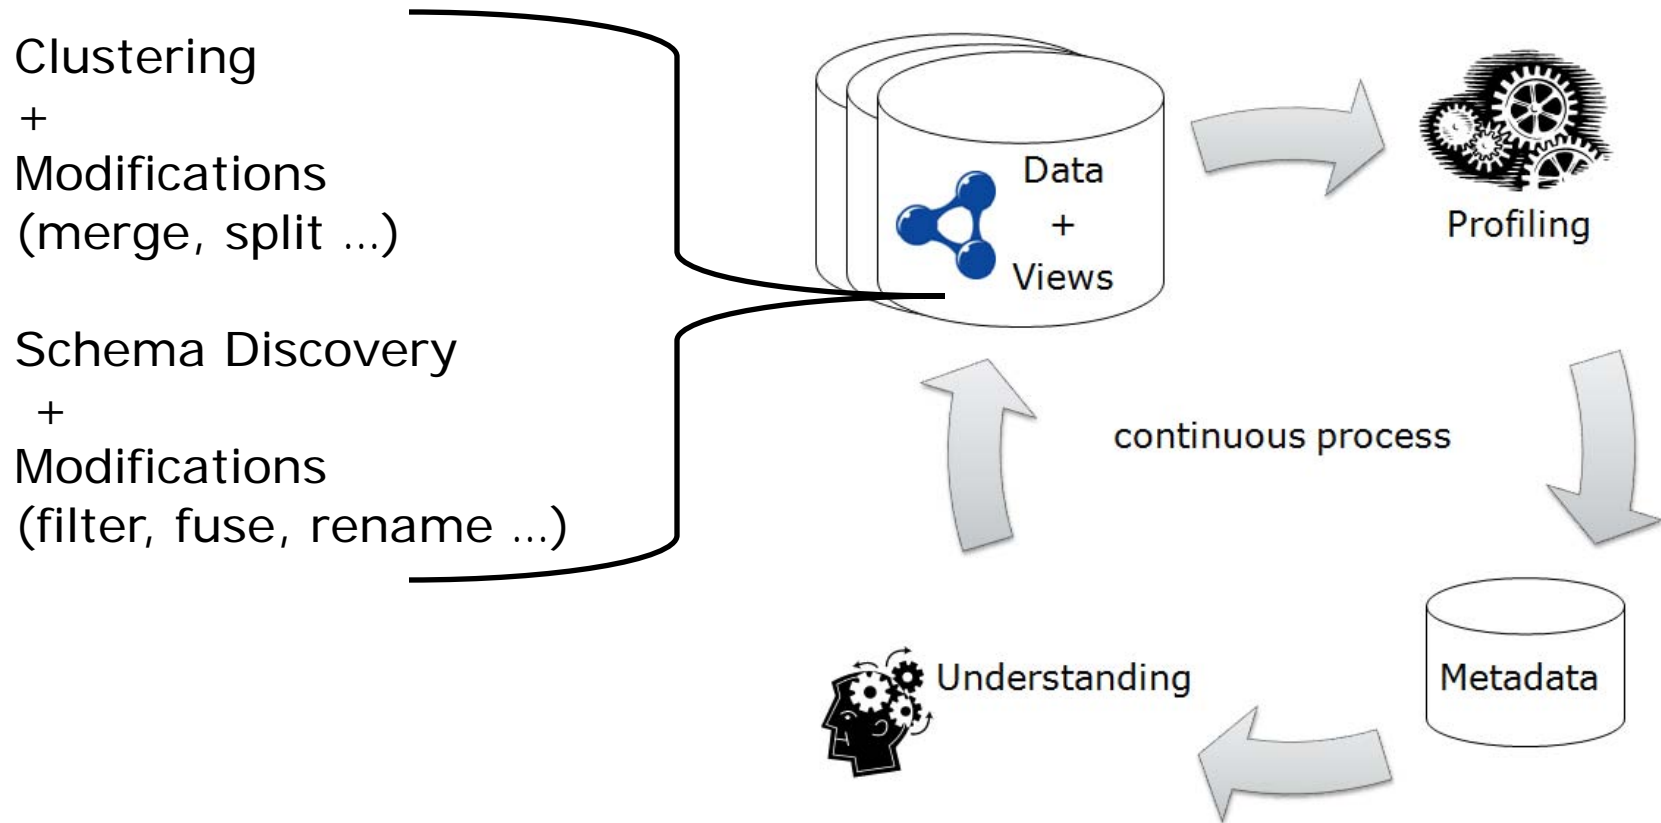 Clustering
+
Modifications
(merge, split ...)
Schema Discovery
+
Modifications
(filter, fuse, rename ...)
Data
+
Views
Profiling
continuous process
Metadata
Understanding